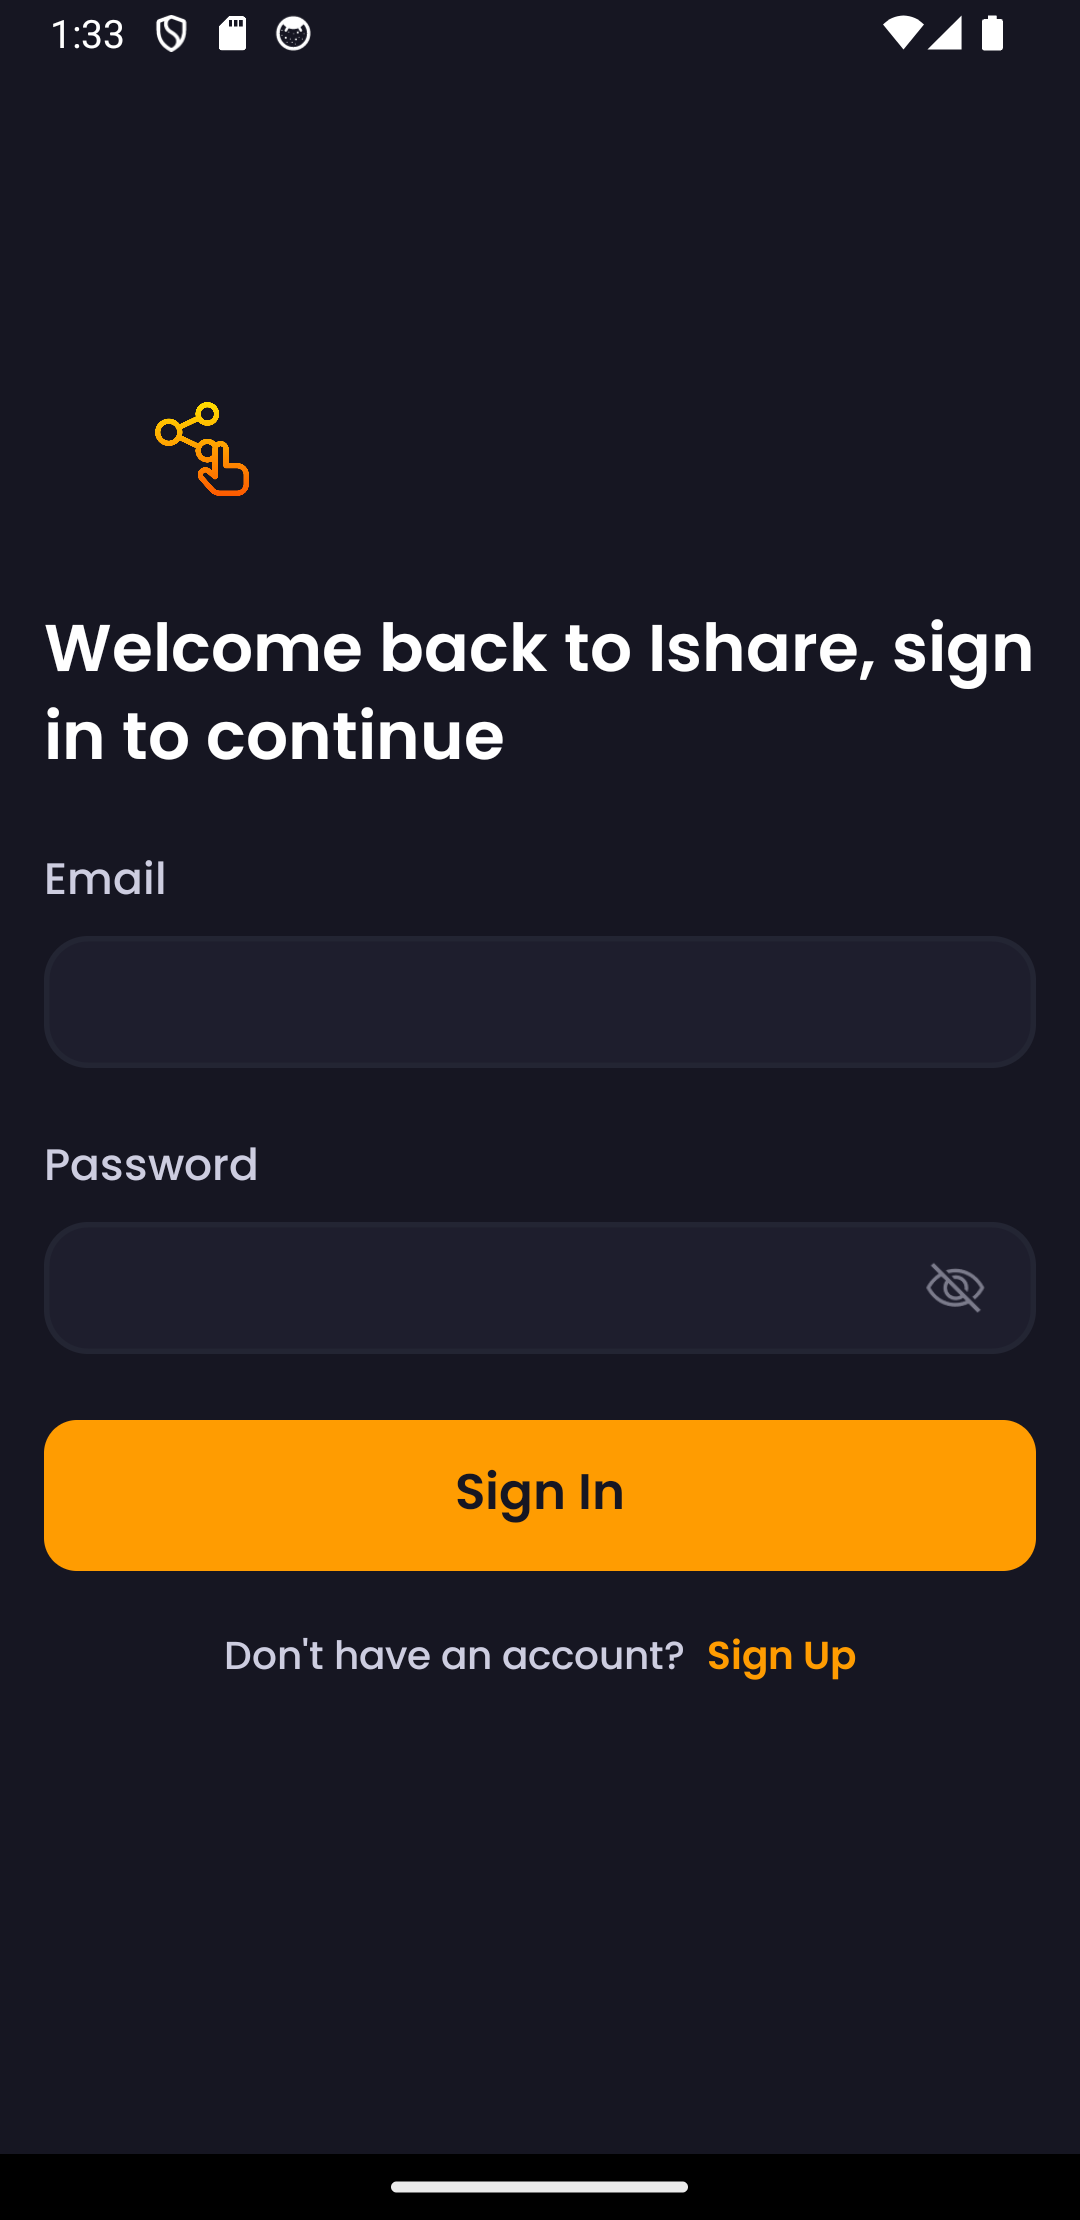 1:33
Welcome back to Ishare, sign
in to continue
Email
Password
Sign In
Don't have an account? Sign Up